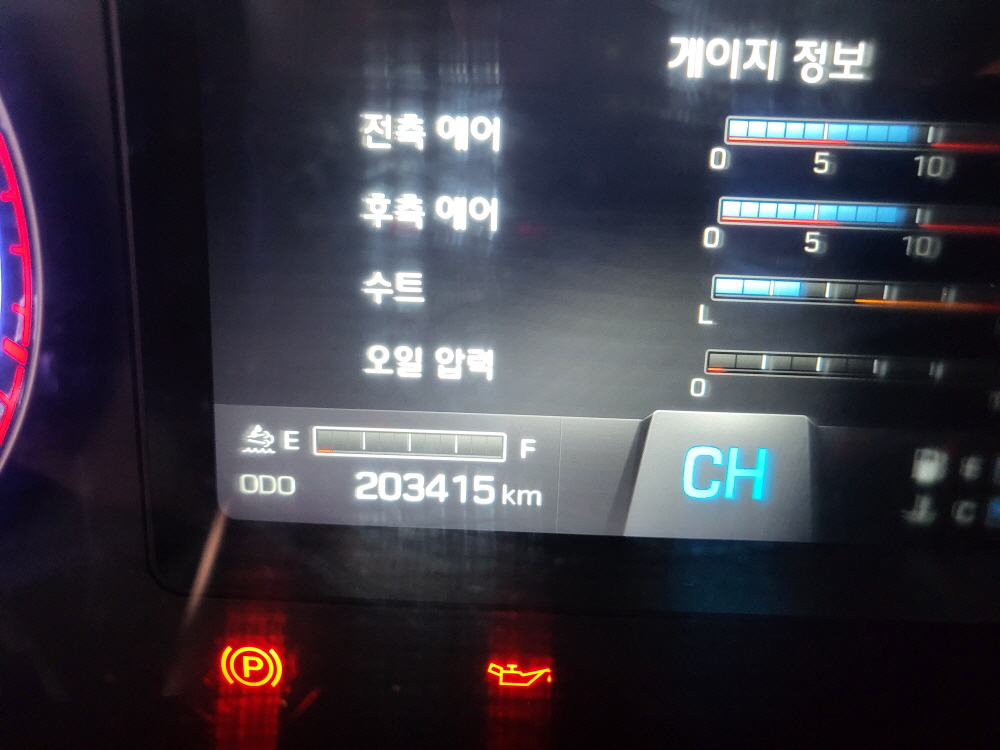 게이지 정보
전축 에어
0 5 10
후축 에어
0 5 10
수트
L
오일 압력
0
E F
ODO 203415 km
CH
E
C
P